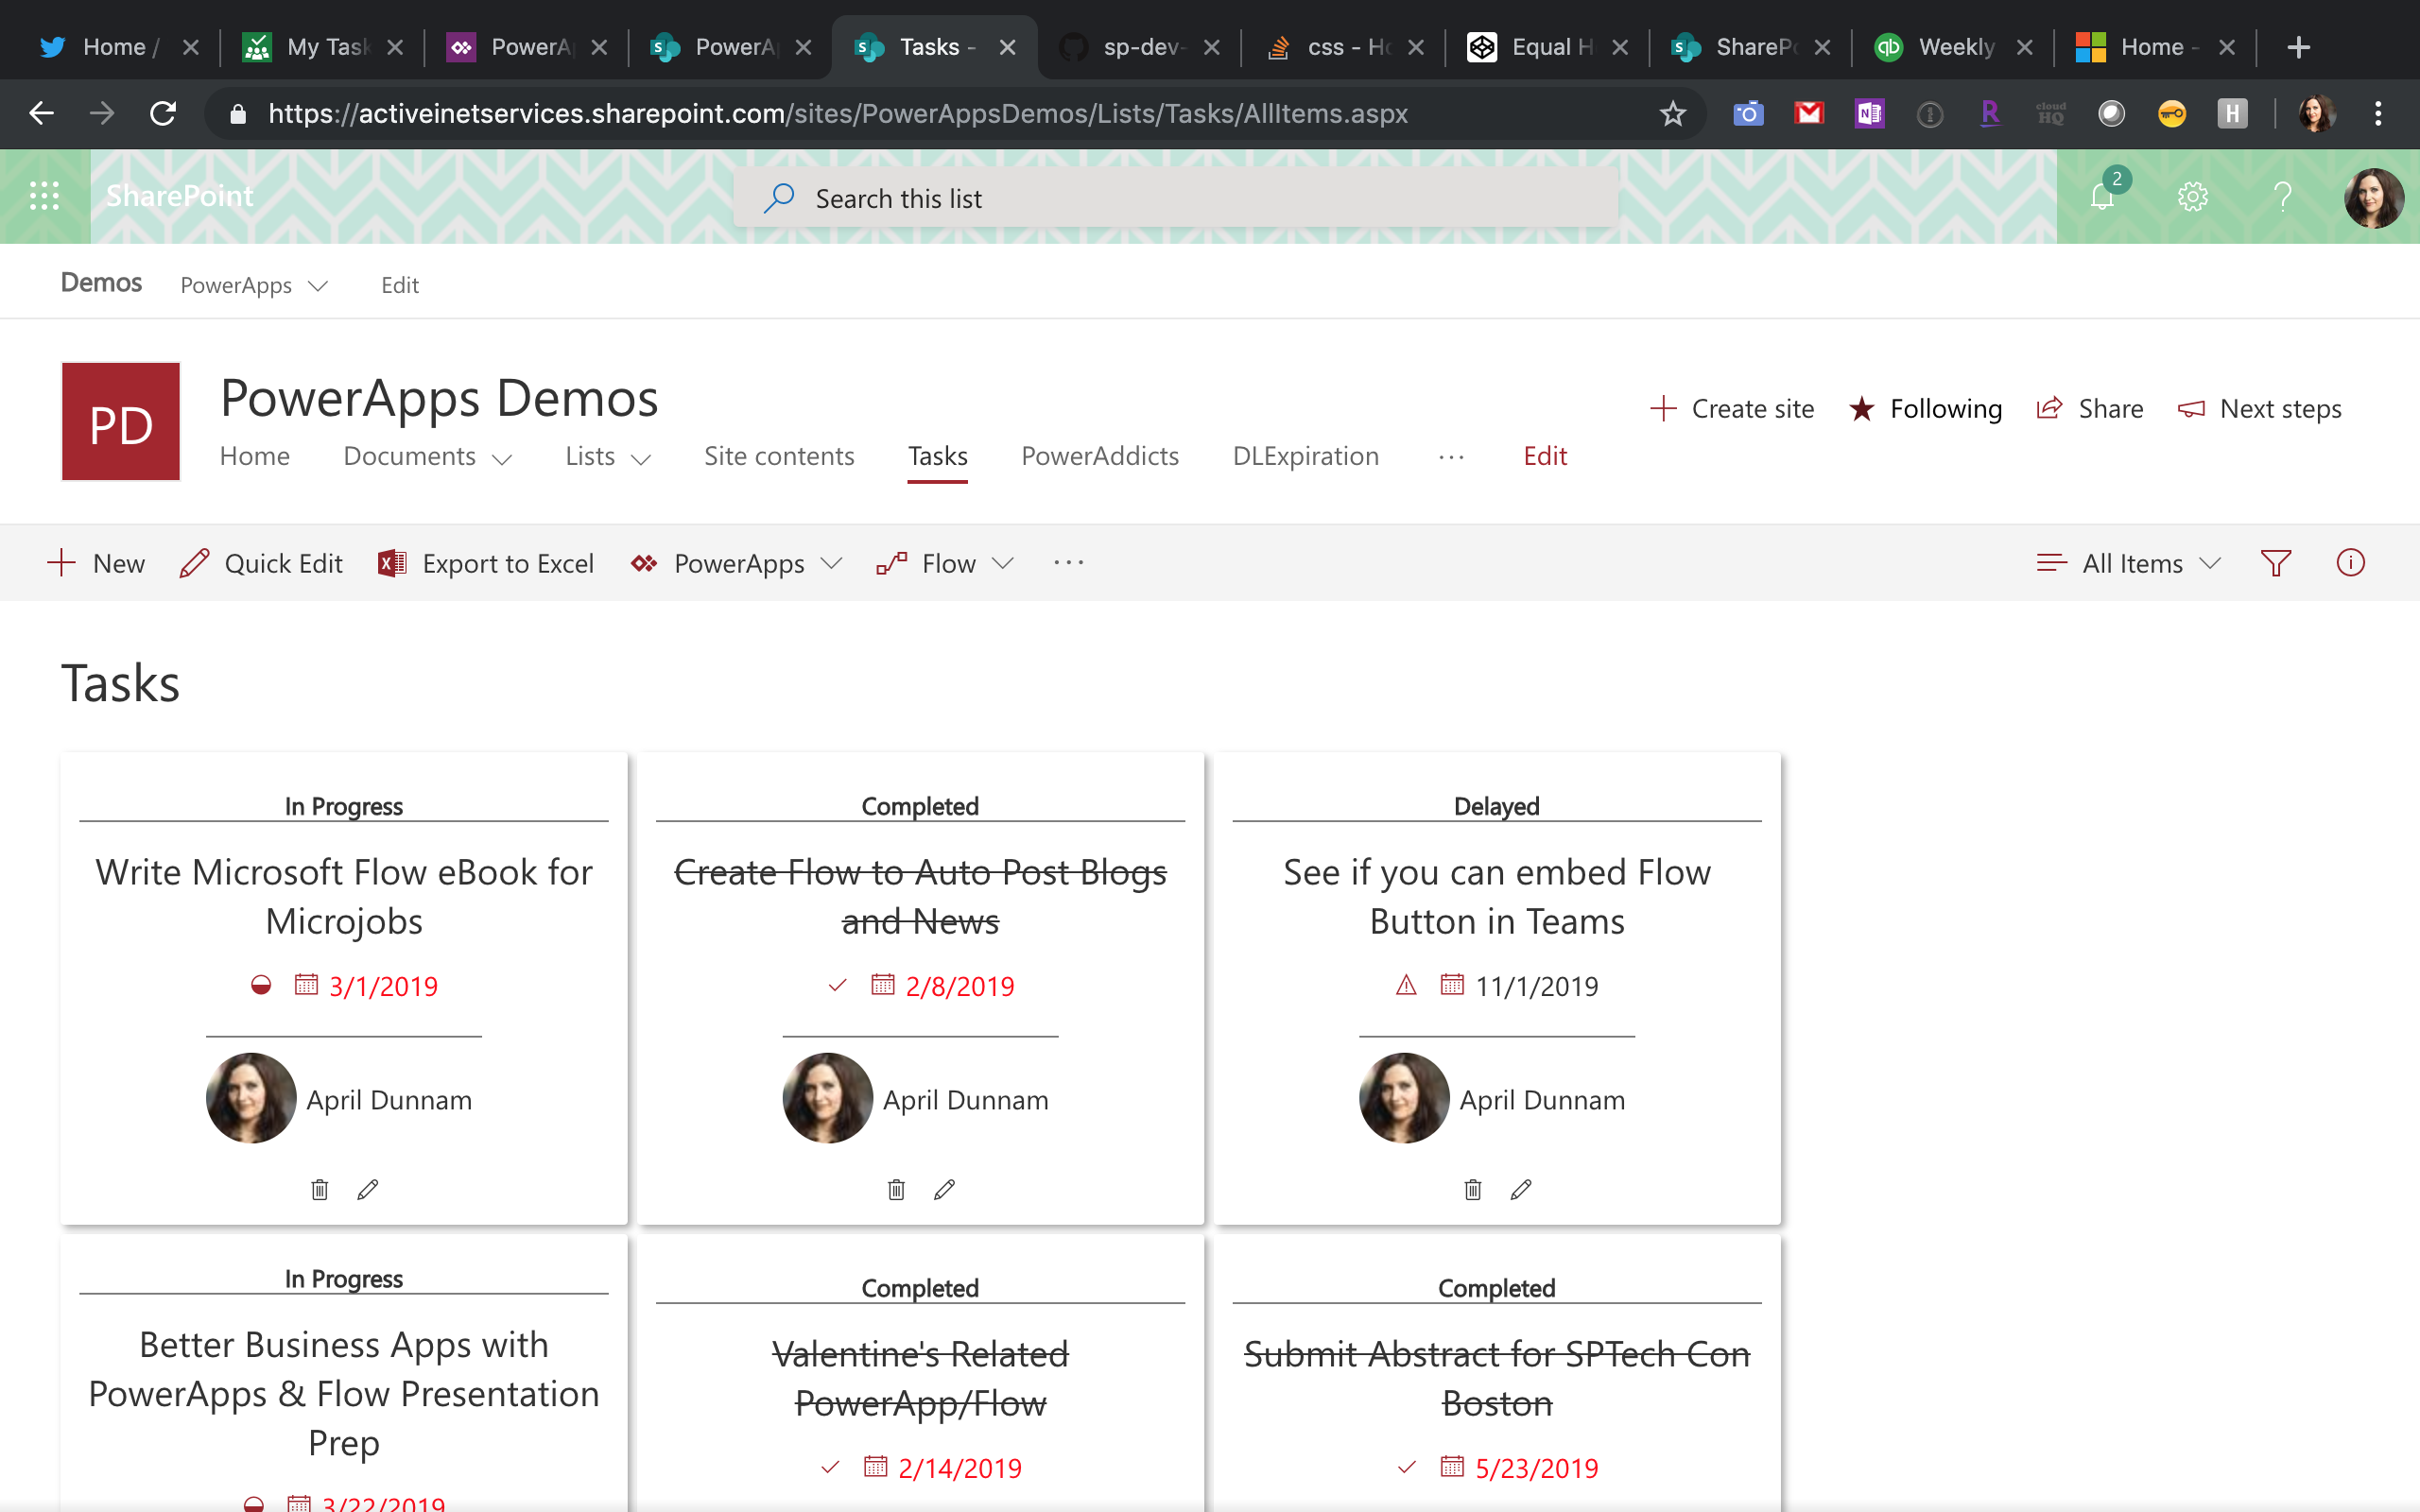 Home /
My Task
PowerA
PowerA
Tasks -
sp-dev-
css - Ho
Equal H
SharePo
Weekly
Home -
https://activeinetservices.sharepoint.com/sites/PowerAppsDemos/Lists/Tasks/AllItems.aspx
cloud
HQ
SharePoint
Search this list
2
Demos
PowerApps
Edit
PD
PowerApps Demos
Create site
Following
Share
Next steps
Home
Documents
Lists
Site contents
Tasks
PowerAddicts
DLExpiration
...
Edit
New
Quick Edit
Export to Excel
PowerApps
Flow
...
All Items
Tasks
In Progress
Write Microsoft Flow eBook for
Microjobs
3/1/2019
April Dunnam
Completed
Create Flow to Auto Post Blogs
and News
2/8/2019
April Dunnam
Delayed
See if you can embed Flow
Button in Teams
11/1/2019
April Dunnam
In Progress
Better Business Apps with
PowerApps & Flow Presentation
Prep
3/22/2019
Completed
Valentine's Related
PowerApp/Flow
2/14/2019
Completed
Submit Abstract for SPTech Con
Boston
5/23/2019